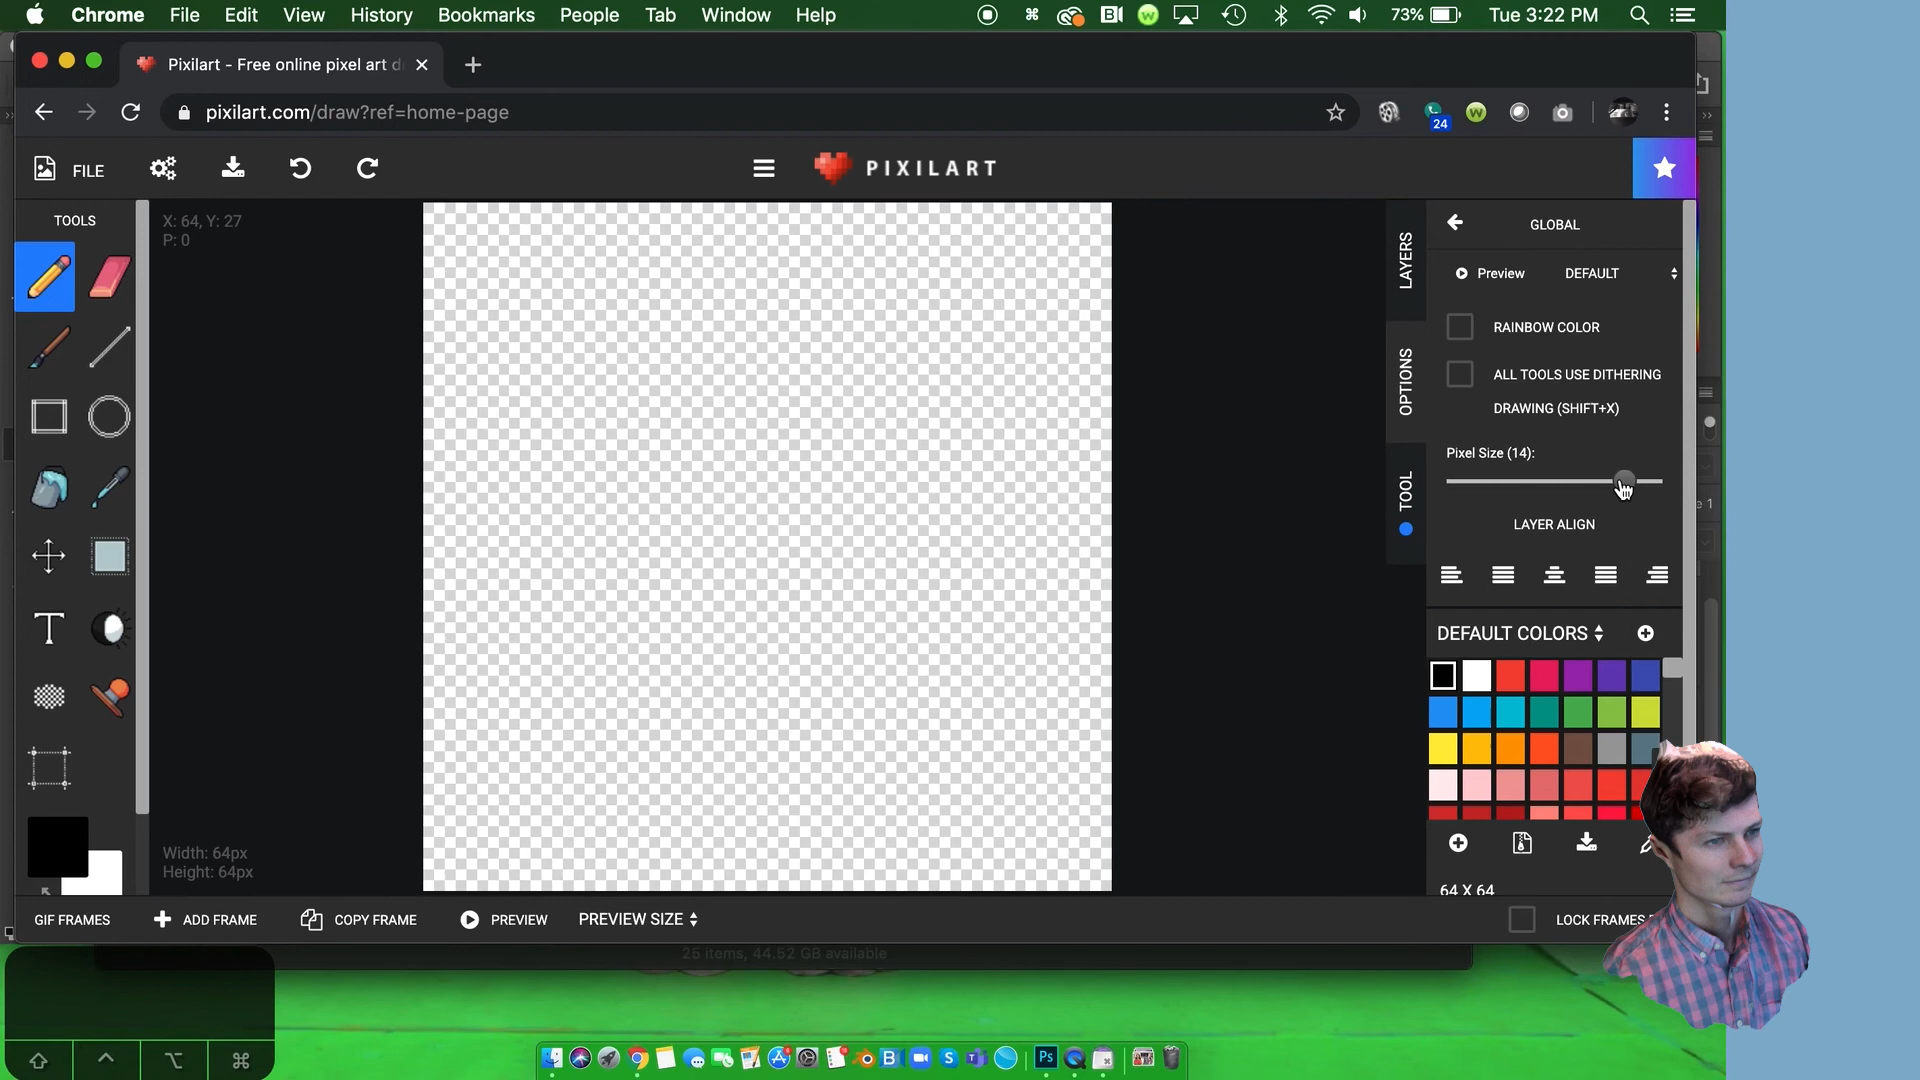 Chrome File Edit View History Bookmarks People Tab Window Help 73% Tue 3:22 PM
Pixilart - Free online pixel art d
pixilart.com/draw?ref=home-page
24
FILE
PIXILART
TOOLS
X: 64, Y: 27
P: 0
LAYERS
OPTIONS
TOOL
GLOBAL
Preview DEFAULT
RAINBOW COLOR
ALL TOOLS USE DITHERING
DRAWING (SHIFT+X)
Pixel Size (14):
LAYER ALIGN
DEFAULT COLORS
T
Width: 64px
Height: 64px
64 X 64
GIF FRAMES ADD FRAME COPY FRAME PREVIEW PREVIEW SIZE LOCK FRAMES
25 items, 44.52 GB available
Ps